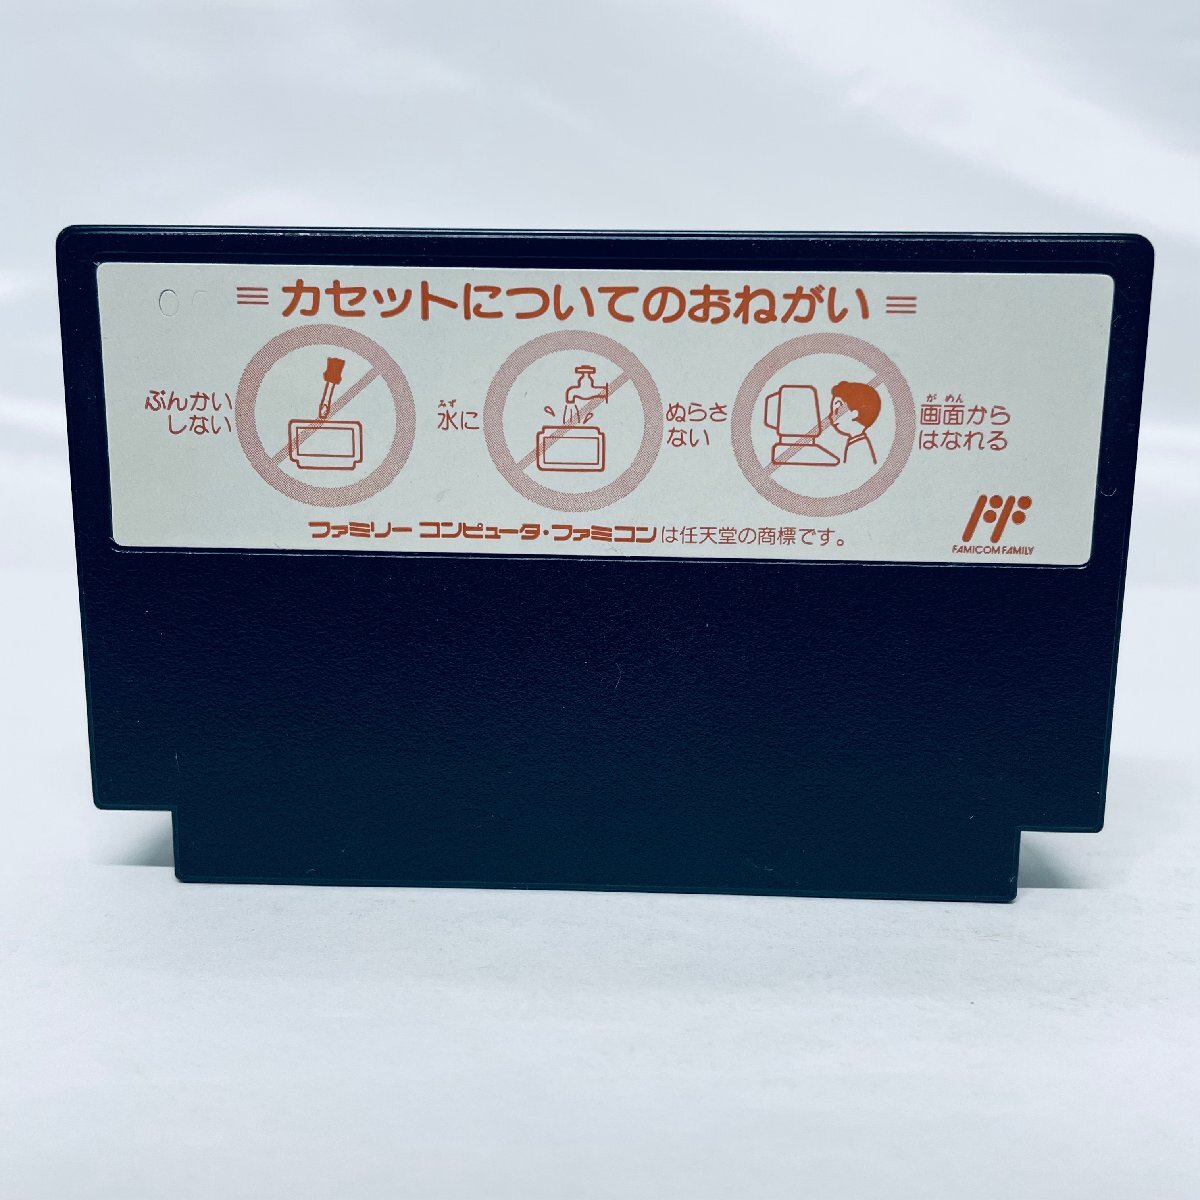 カセットについてのおねがい
ぶんかい
しない
みず
水に
ぬらさ
ない
が めん
画面から
はなれる
ファミリー コンピュータ・ファミコンは任天堂の商標です。
FAMICOM FAMILY